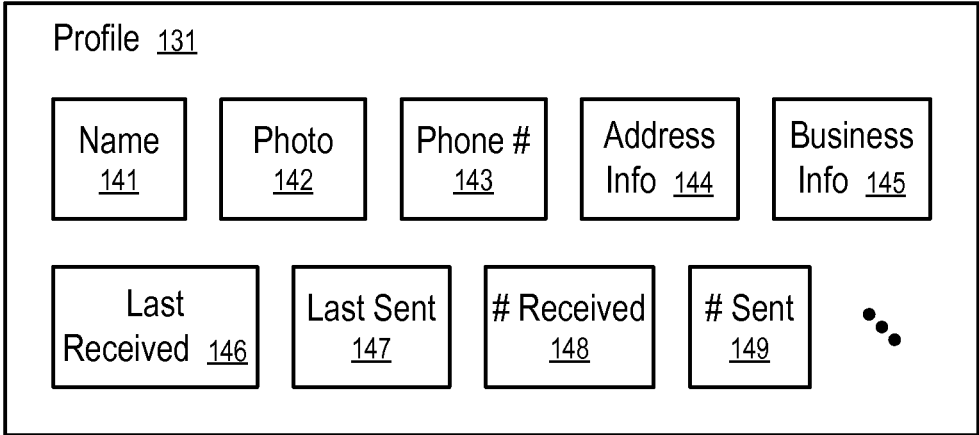 Profile 131
Name
141
Photo
142
Phone #
143
Address
Info 144
Business
Info 145
Last
Received 146
Last Sent
147
# Received
148
# Sent
149